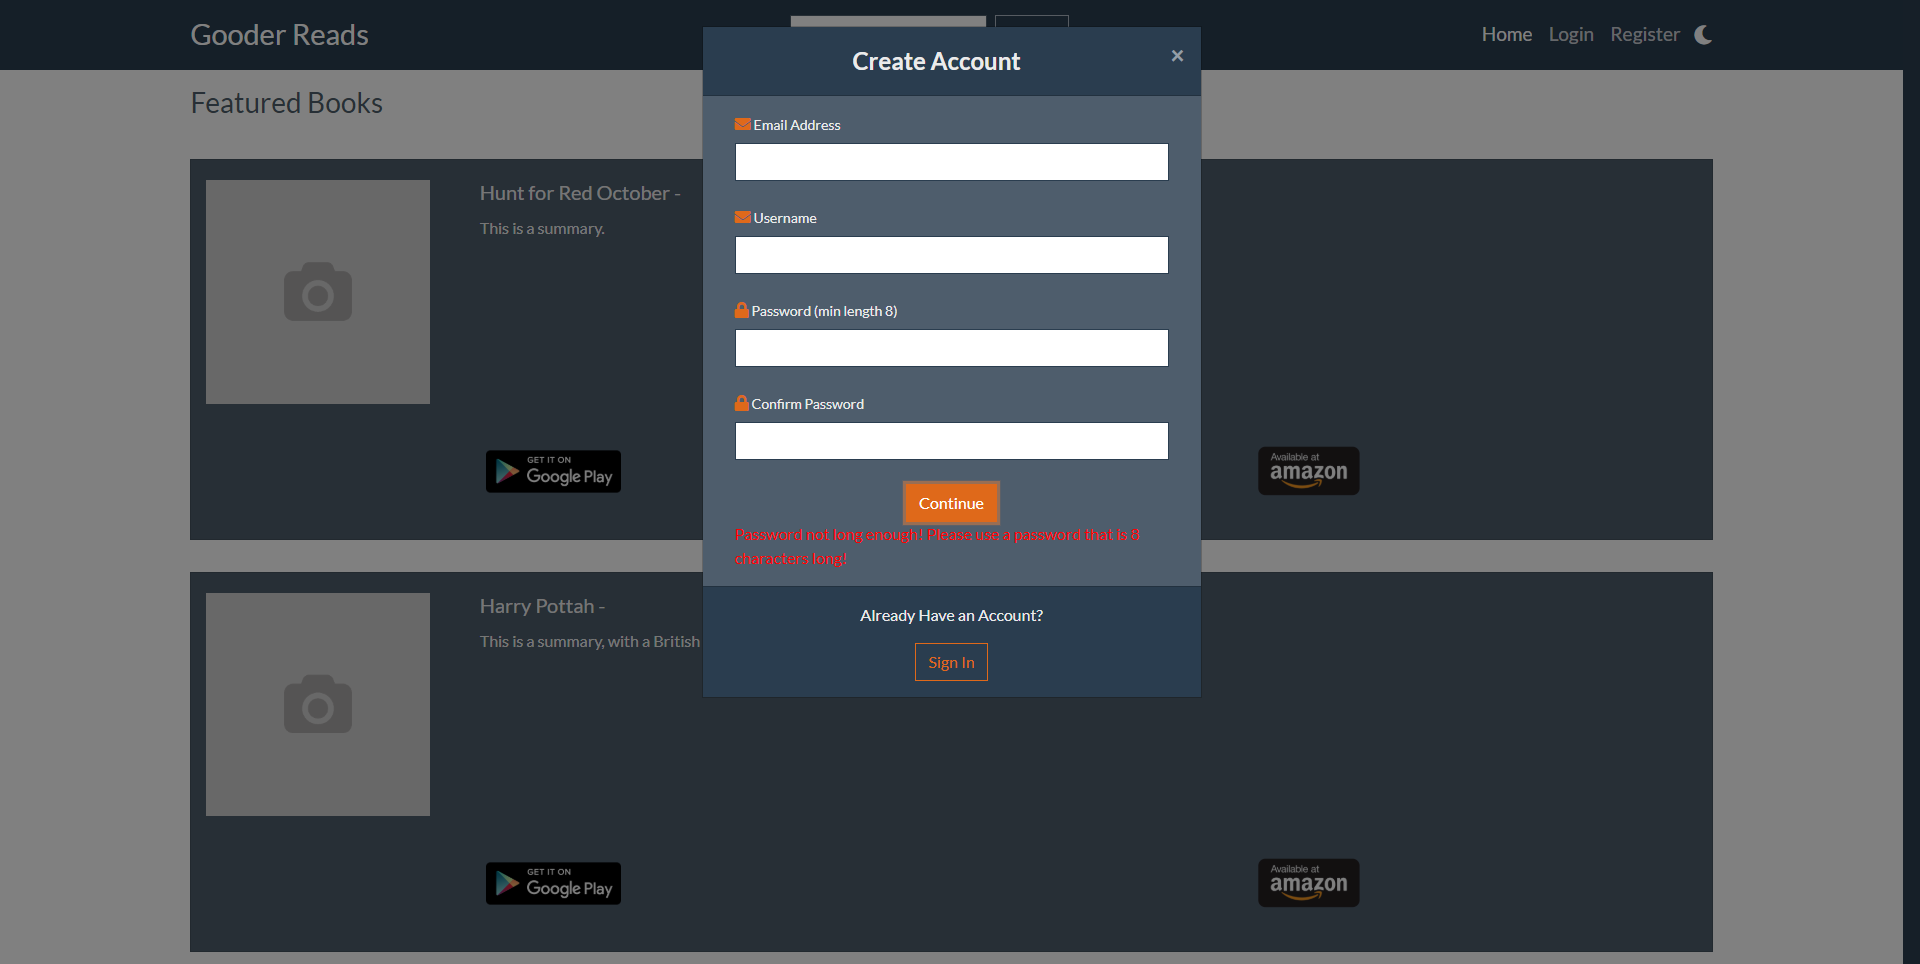 Gooder Reads
Home Login Register
Featured Books
Hunt for Red October -
This is a summary.
GET IT ON
Google Play
Available at
amazon
Harry Pottah -
This is a summary, with a British
GET IT ON
Google Play
Available at
amazon
Create Account
×
Email Address
Username
Password (min length 8)
Confirm Password
Continue
Password not long enough! Please use a password that is 8
characters long!
Already Have an Account?
Sign In